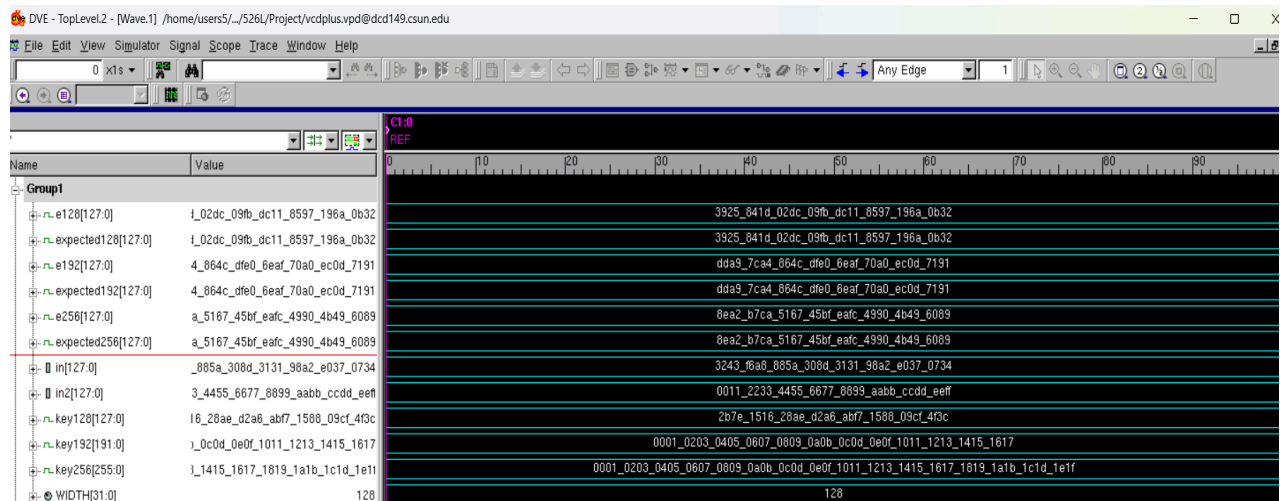 DVE - TopLevel.2 - [Wave.1] /home/users5/.../526L/Project/vcdplus.vpd@dcd149.csun.edu
File Edit View Simulator Signal Scope Trace Window Help
0 x1s Any Edge 1
C1:0
REF
Name Value 0 10 20 30 40 50 60 70 80 90
Group1
e128[127:0] _02dc_09fb_dc11_8597_196a_0b32 3925_841d_02dc_09fb_dc11_8597_196a_0b32
expected128[127:0] _02dc_09fb_dc11_8597_196a_0b32 3925_841d_02dc_09fb_dc11_8597_196a_0b32
e192[127:0] 4_864c_dfe0_6eaf_70a0_ec0d_7191 dda9_7ca4_864c_dfe0_6eaf_70a0_ec0d_7191
expected192[127:0] 4_864c_dfe0_6eaf_70a0_ec0d_7191 dda9_7ca4_864c_dfe0_6eaf_70a0_ec0d_7191
e256[127:0] a_5167_45bf_eafc_4990_4b49_6089 8ea2_b7ca_5167_45bf_eafc_4990_4b49_6089
expected256[127:0] a_5167_45bf_eafc_4990_4b49_6089 8ea2_b7ca_5167_45bf_eafc_4990_4b49_6089
in[127:0] _885a_308d_3131_98a2_e037_0734 3243_f6a8_885a_308d_3131_98a2_e037_0734
in2[127:0] 3_4455_6677_8899_aabb_ccdd_eeff 0011_2233_4455_6677_8899_aabb_ccdd_eeff
key128[127:0] 16_28ae_d2a6_abf7_1588_09cf_4f3c 2b7e_1516_28ae_d2a6_abf7_1588_09cf_4f3c
key192[191:0] _0c0d_0e0f_1011_1213_1415_1617 0001_0203_0405_0607_0809_0a0b_0c0d_0e0f_1011_1213_1415_1617
key256[255:0] _1415_1617_1819_1a1b_1c1d_1e1f 0001_0203_0405_0607_0809_0a0b_0c0d_0e0f_1011_1213_1415_1617_1819_1a1b_1c1d_1e1f
WIDTH[31:0] 128 128